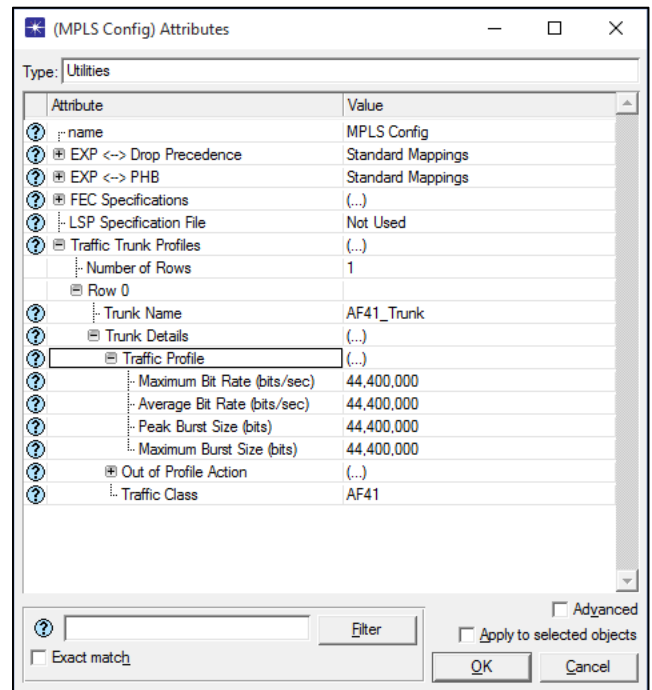 (MPLS Config) Attributes
Type: Utilities
Attribute Value
name MPLS Config
EXP <--> Drop Precedence Standard Mappings
EXP <--> PHB Standard Mappings
FEC Specifications (...)
LSP Specification File Not Used
Traffic Trunk Profiles (...)
Number of Rows 1
Row 0
Trunk Name AF41_Trunk
Trunk Details (...)
Traffic Profile (...)
Maximum Bit Rate (bits/sec) 44,400,000
Average Bit Rate (bits/sec) 44,400,000
Peak Burst Size (bits) 44,400,000
Maximum Burst Size (bits) 44,400,000
Out of Profile Action (...)
Traffic Class AF41
Advanced
Filter
Apply to selected objects
Exact match
OK Cancel